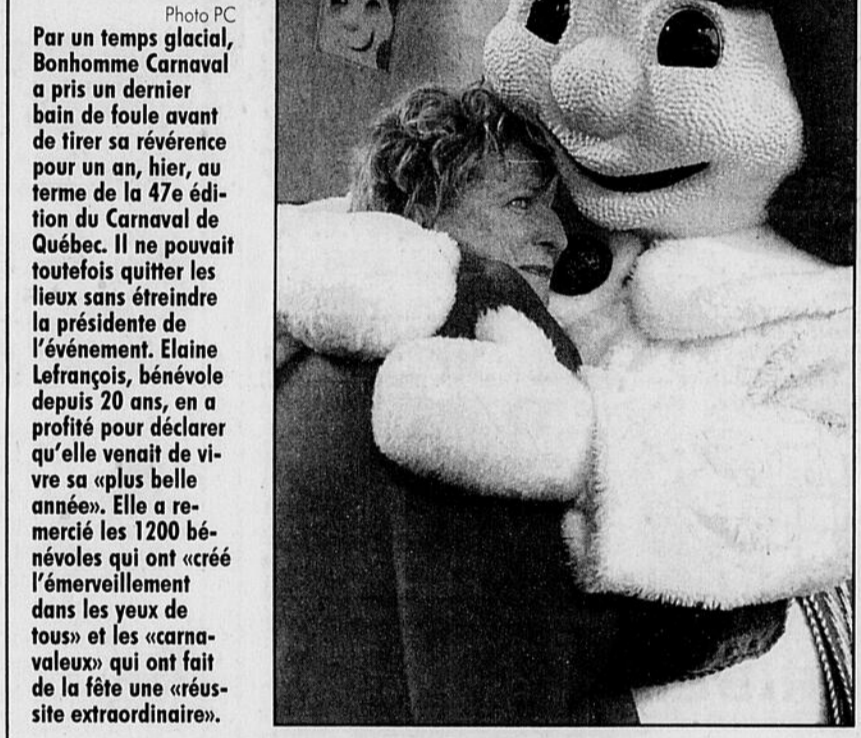 Photo PC
Par un temps glacial,
Bonhomme Carnaval
a pris un dernier
bain de foule avant
de tirer sa révérence
pour un an, hier, au
terme de la 47e édi-
tion du Carnaval de
Québec. Il ne pouvait
toutefois quitter les
lieux sans étreindre
la présidente de
l'événement. Elaine
Lefrançois, bénévole
depuis 20 ans, en a
profité pour déclarer
qu'elle venait de vi-
vre sa «plus belle
année». Elle a re-
mercié les 1200 bé-
névoles qui ont «créé
l'émerveillement
dans les yeux de
tous» et les «carna-
valeux» qui ont fait
de la fête une «réus-
site extraordinaire».